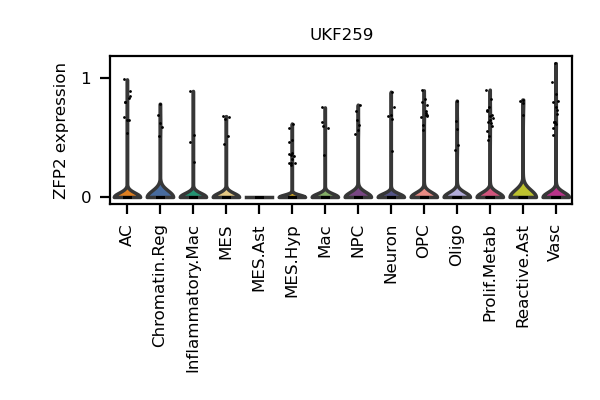 UKF259
ZFP2 expression
1
0
AC
Chromatin.Reg
Inflammatory.Mac
MES
MES.Ast
MES.Hyp
Mac
NPC
Neuron
OPC
Oligo
Prolif.Metab
Reactive.Ast
Vasc